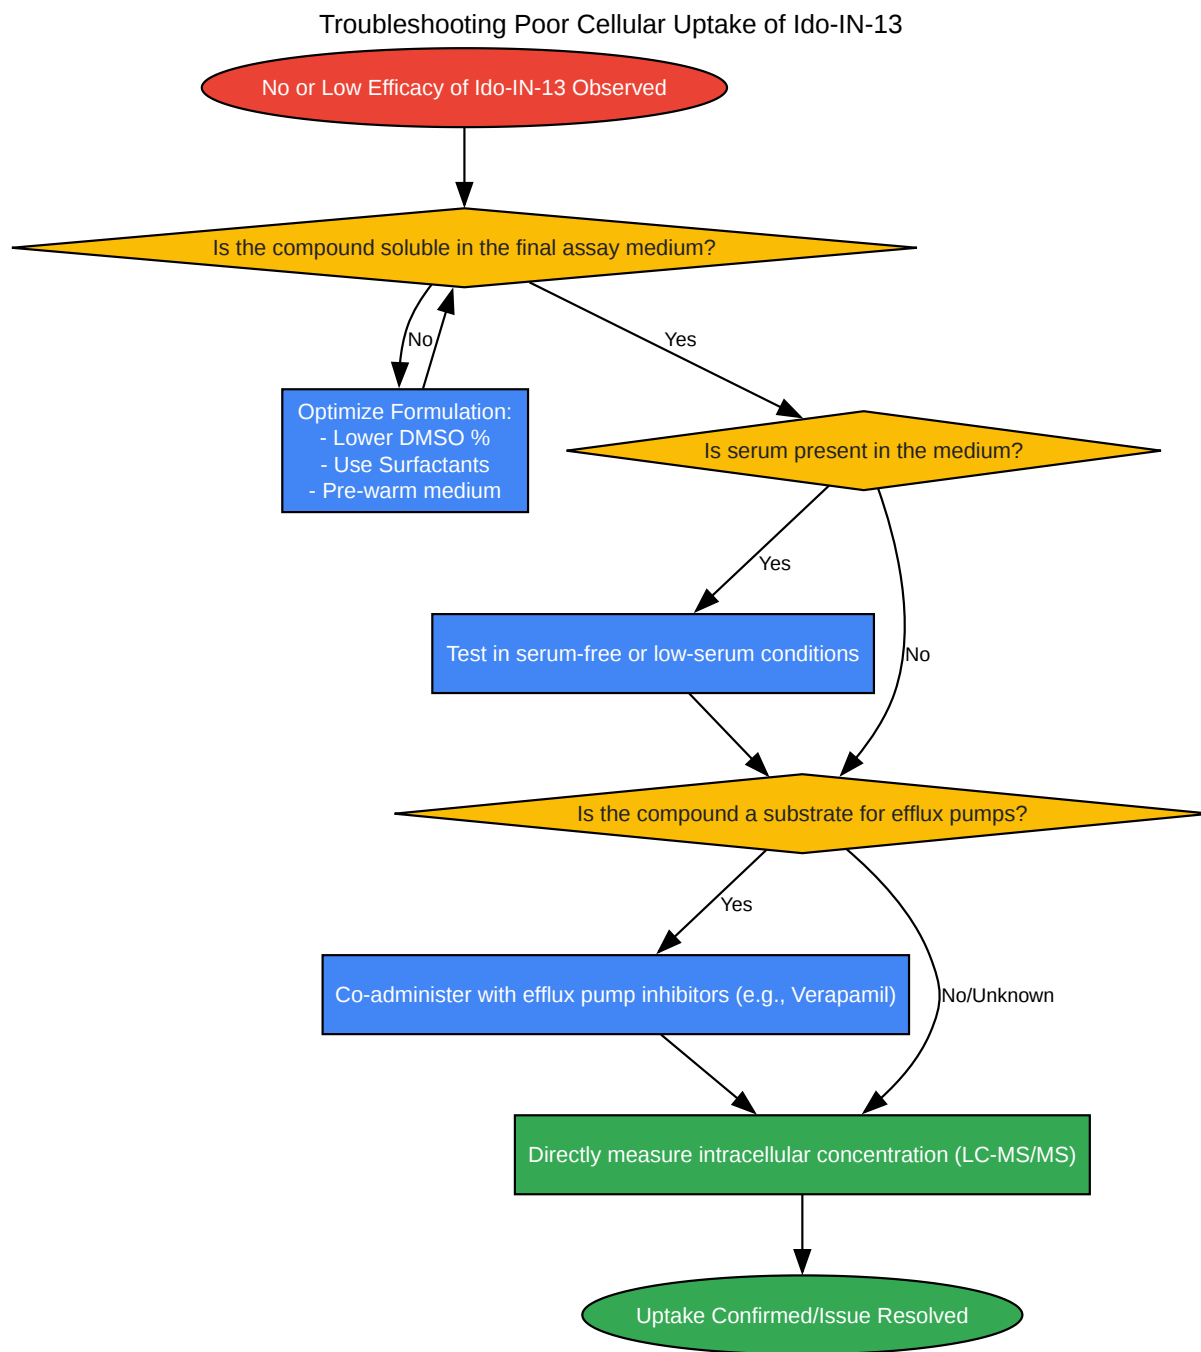 Troubleshooting Poor Cellular Uptake of Ido-IN-13
No or Low Efficacy of Ido-IN-13 Observed
Is the compound soluble in the final assay medium?
No
Yes
Optimize Formulation:
- Lower DMSO %
- Use Surfactants
- Pre-warm medium
Is serum present in the medium?
Yes
Test in serum-free or low-serum conditions
No
Is the compound a substrate for efflux pumps?
Yes
Co-administer with efflux pump inhibitors (e.g., Verapamil)
No/Unknown
Directly measure intracellular concentration (LC-MS/MS)
Uptake Confirmed/Issue Resolved